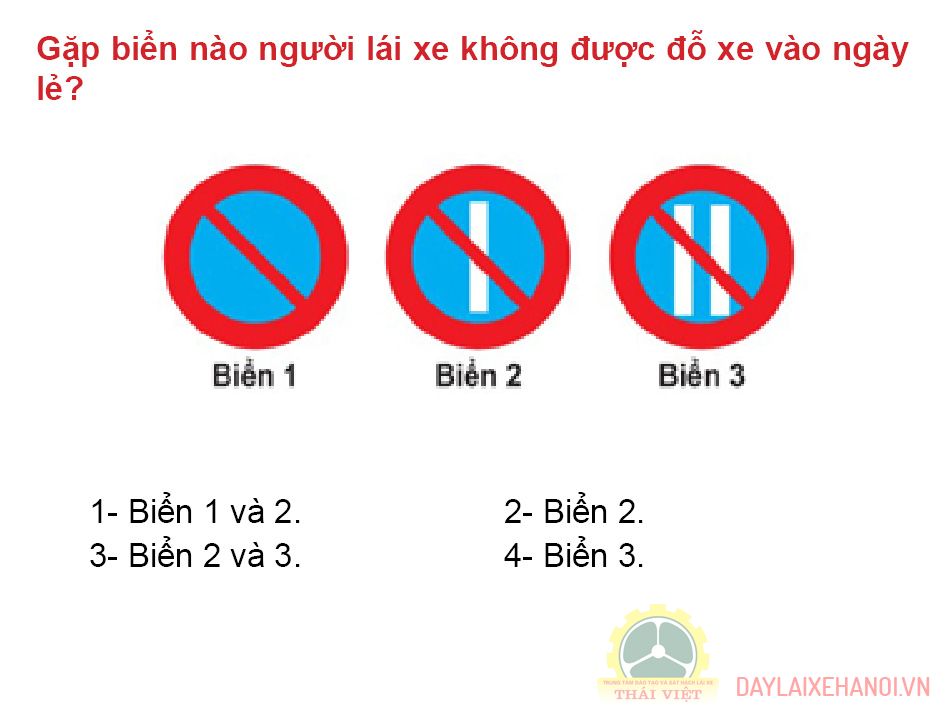 Gặp biển nào người lái xe không được đỗ xe vào ngày
lẻ?
Biển 1 Biển 2 Biển 3
1- Biển 1 và 2. 2- Biển 2.
3- Biển 2 và 3. 4- Biển 3.
TRUNG TÂM ĐÀO TẠO VÀ SÁT HẠCH LÁI XE
THÁI VIỆT
DAYLAIXEHANOI.VN